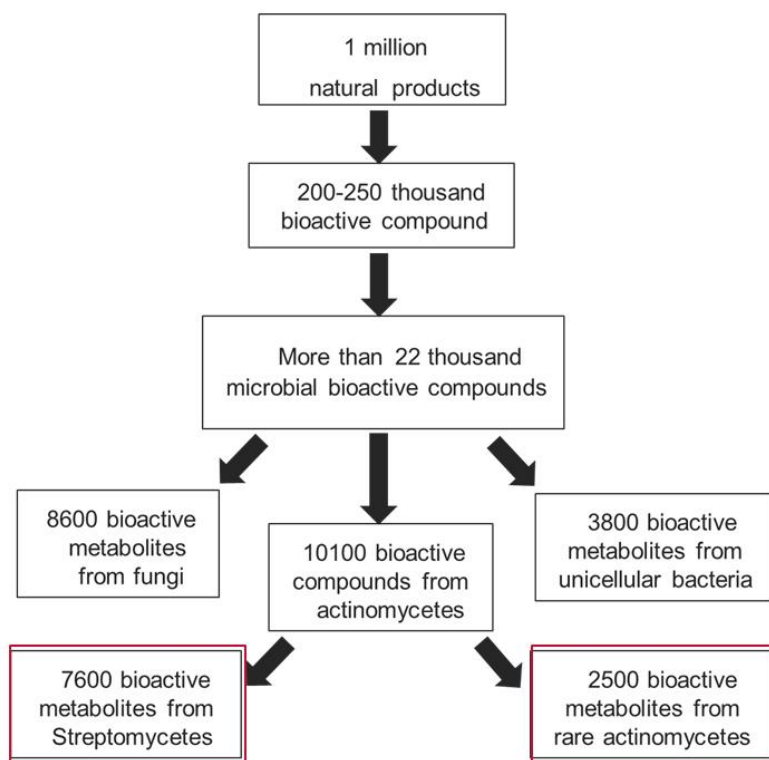 1 million
natural products
200-250 thousand
bioactive compound
More than 22 thousand
microbial bioactive compounds
8600 bioactive
metabolites
from fungi
10100 bioactive
compounds from
actinomycetes
3800 bioactive
metabolites from
unicellular bacteria
7600 bioactive
metabolites from
Streptomycetes
2500 bioactive
metabolites from
rare actinomycetes